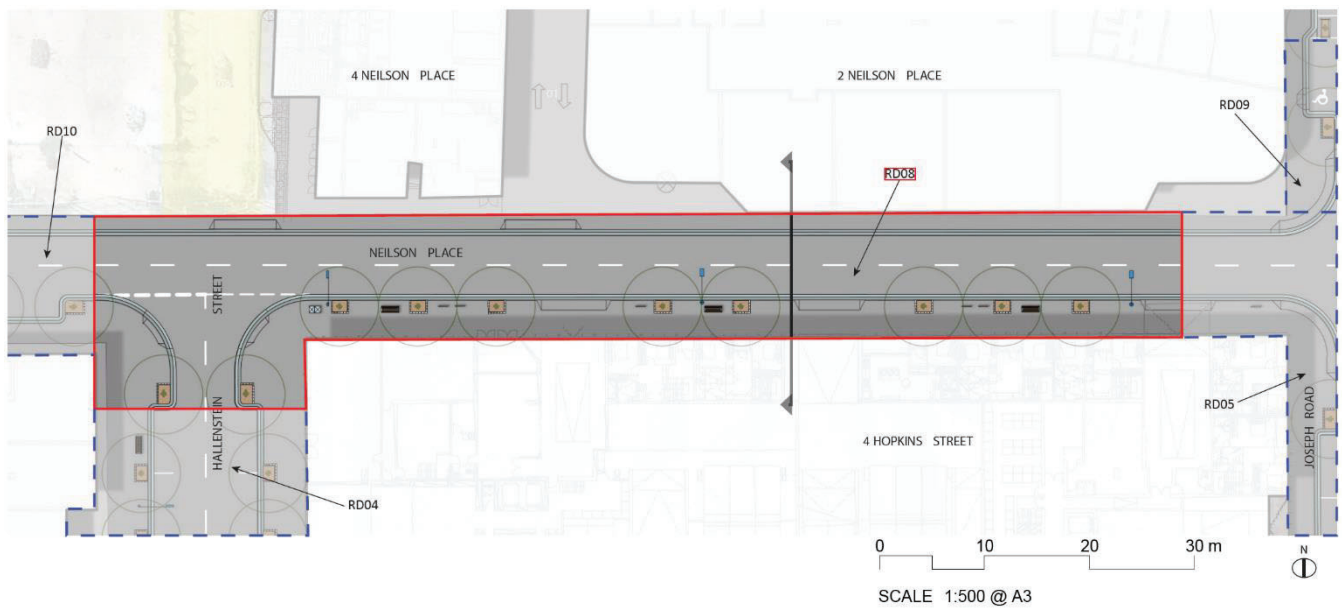 4 NEILSON PLACE
2 NEILSON PLACE
RD10
RD09
RD08
NEILSON PLACE
HALLENSTEIN STREET
RD04
4 HOPKINS STREET
RD05
JOSEPH ROAD
0 10 20 30 m
N
SCALE 1:500 @ A3